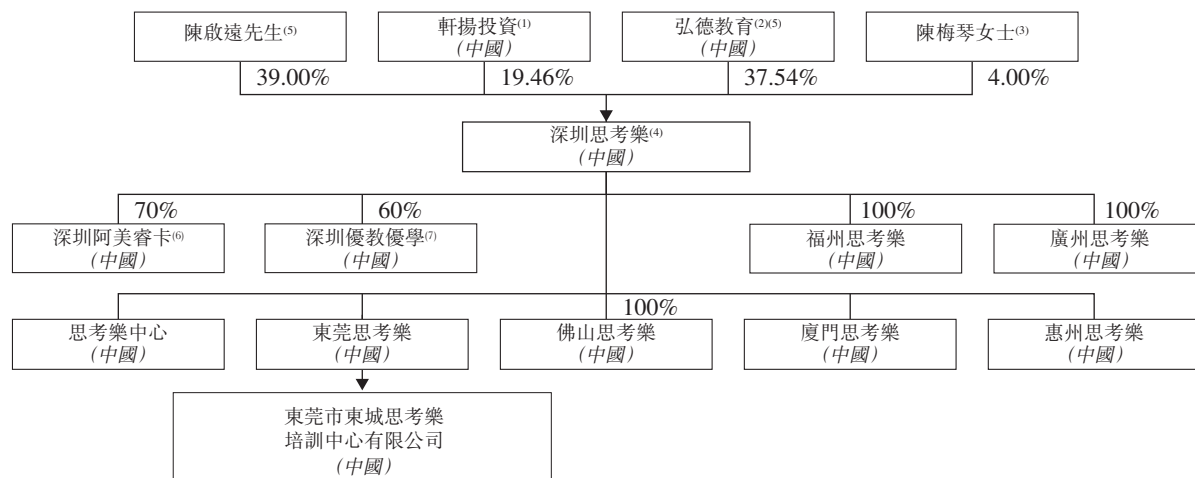 陳啟遠先生(5)
軒揚投資(1)
(中國)
弘德教育(2)(5)
(中國)
陳梅琴女士(3)
39.00%
19.46%
37.54%
4.00%
深圳思考樂(4)
(中國)
70%
60%
100%
100%
深圳阿美睿卡(6)
(中國)
深圳優教優學(7)
(中國)
福州思考樂
(中國)
廣州思考樂
(中國)
100%
思考樂中心
(中國)
東莞思考樂
(中國)
佛山思考樂
(中國)
廈門思考樂
(中國)
惠州思考樂
(中國)
東莞市東城思考樂
培訓中心有限公司
(中國)